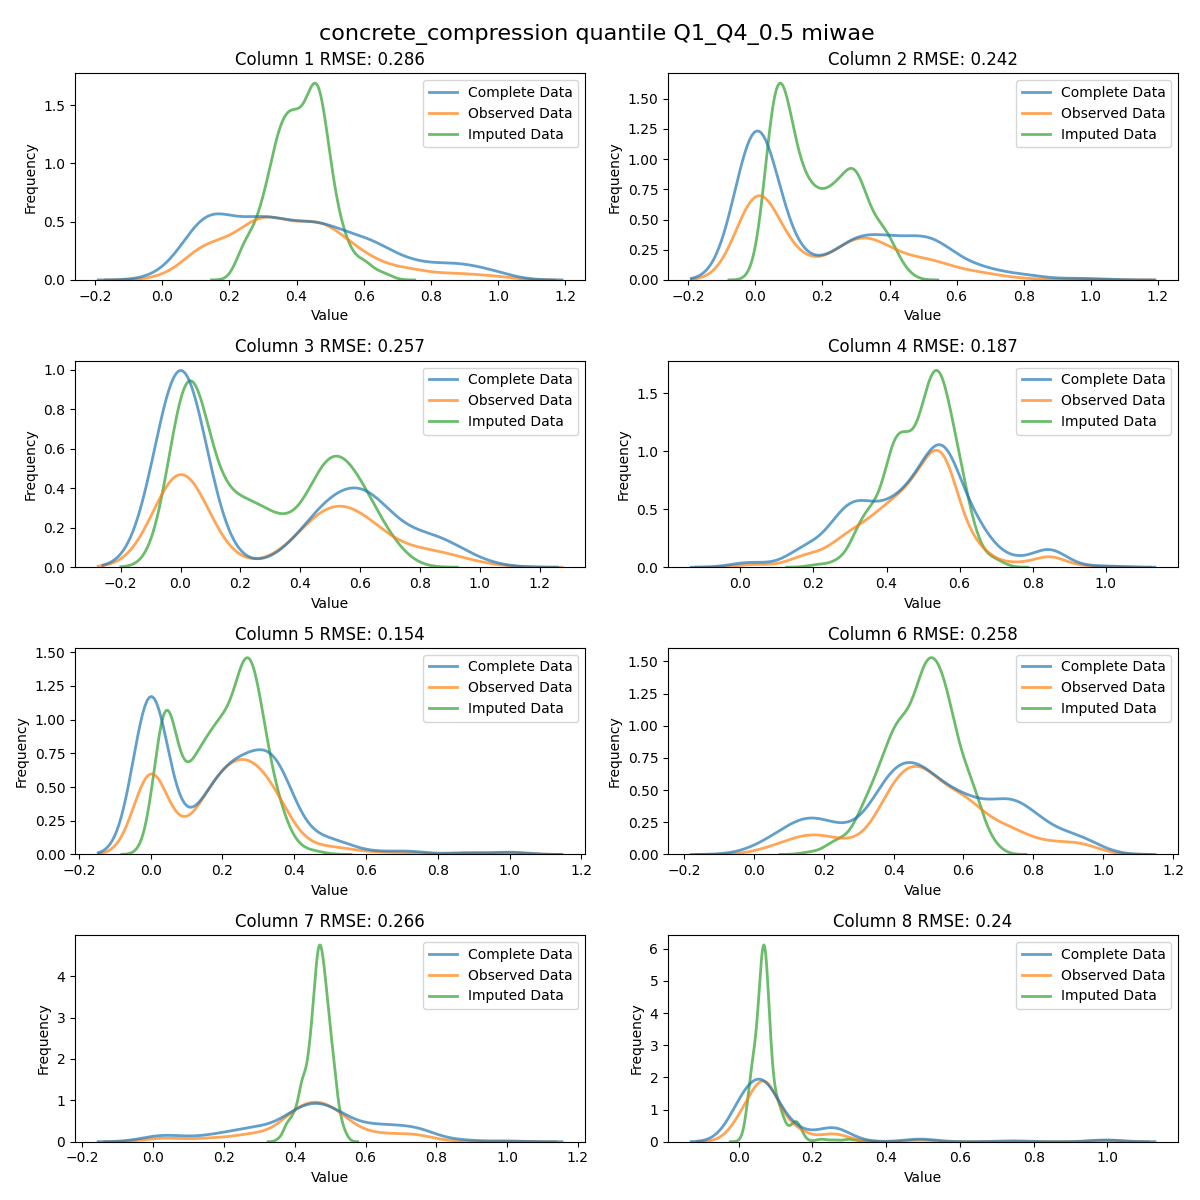 concrete_compression quantile Q1_Q4_0.5 miwae
Column 1 RMSE: 0.286
Frequency
1.5
1.0
0.5
0.0
−0.2 0.0 0.2 0.4 0.6 0.8 1.0 1.2
Value
Complete Data
Observed Data
Imputed Data
Column 2 RMSE: 0.242
Frequency
1.50
1.25
1.00
0.75
0.50
0.25
0.00
−0.2 0.0 0.2 0.4 0.6 0.8 1.0 1.2
Value
Complete Data
Observed Data
Imputed Data
Column 3 RMSE: 0.257
Frequency
1.0
0.8
0.6
0.4
0.2
0.0
−0.2 0.0 0.2 0.4 0.6 0.8 1.0 1.2
Value
Complete Data
Observed Data
Imputed Data
Column 4 RMSE: 0.187
Frequency
1.5
1.0
0.5
0.0
0.0 0.2 0.4 0.6 0.8 1.0
Value
Complete Data
Observed Data
Imputed Data
Column 5 RMSE: 0.154
Frequency
1.50
1.25
1.00
0.75
0.50
0.25
0.00
−0.2 0.0 0.2 0.4 0.6 0.8 1.0 1.2
Value
Complete Data
Observed Data
Imputed Data
Column 6 RMSE: 0.258
Frequency
1.50
1.25
1.00
0.75
0.50
0.25
0.00
−0.2 0.0 0.2 0.4 0.6 0.8 1.0 1.2
Value
Complete Data
Observed Data
Imputed Data
Column 7 RMSE: 0.266
Frequency
4
3
2
1
0
−0.2 0.0 0.2 0.4 0.6 0.8 1.0 1.2
Value
Complete Data
Observed Data
Imputed Data
Column 8 RMSE: 0.24
Frequency
6
5
4
3
2
1
0
0.0 0.2 0.4 0.6 0.8 1.0
Value
Complete Data
Observed Data
Imputed Data